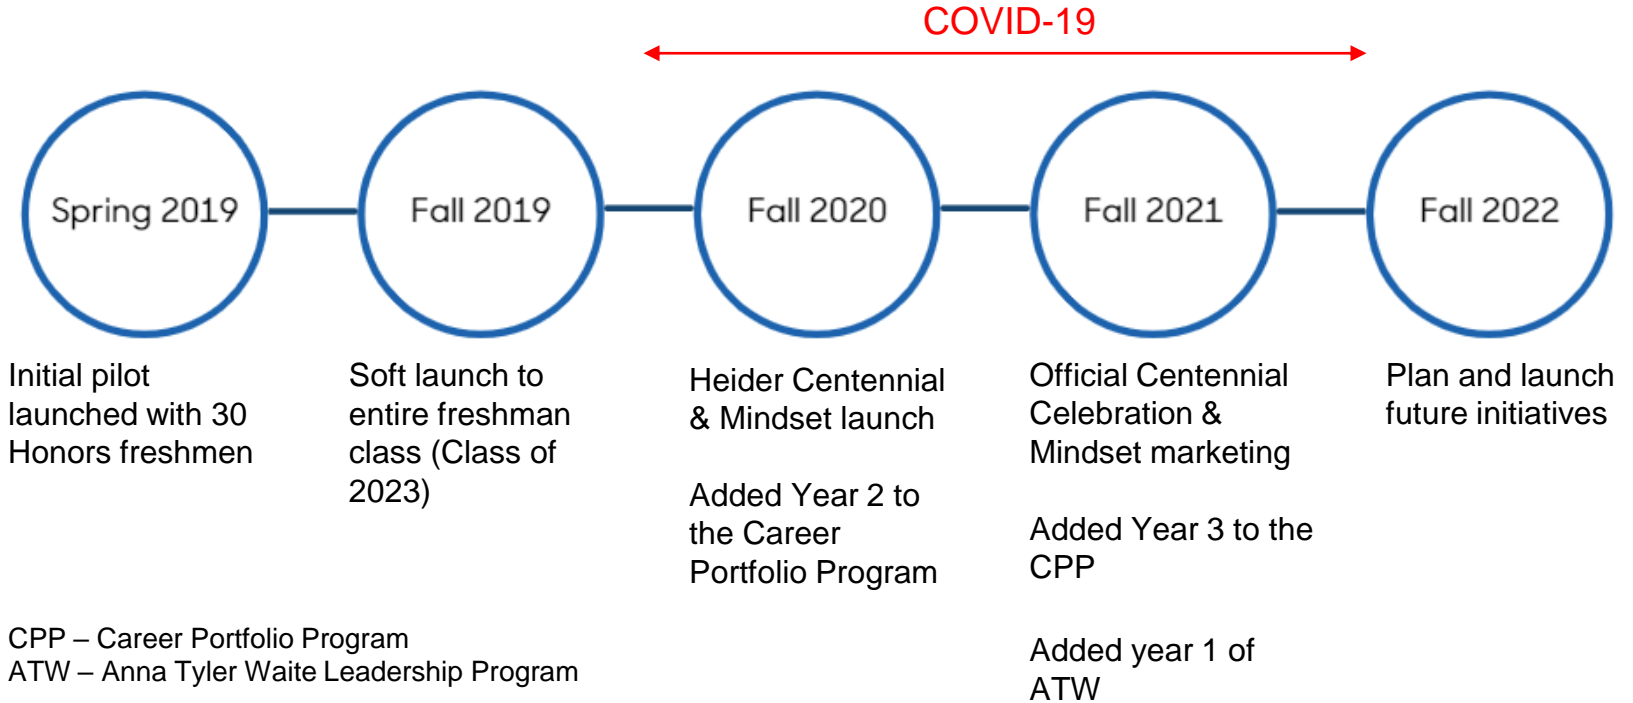 COVID-19
Spring 2019
Fall 2019
Fall 2020
Fall 2021
Fall 2022
Initial pilot
launched with 30
Honors freshmen
Soft launch to
entire freshman
class (Class of
2023)
Heider Centennial
& Mindset launch
Added Year 2 to
the Career
Portfolio Program
Official Centennial
Celebration &
Mindset marketing
Added Year 3 to the
CPP
Added year 1 of
ATW
Plan and launch
future initiatives
CPP – Career Portfolio Program
ATW – Anna Tyler Waite Leadership Program